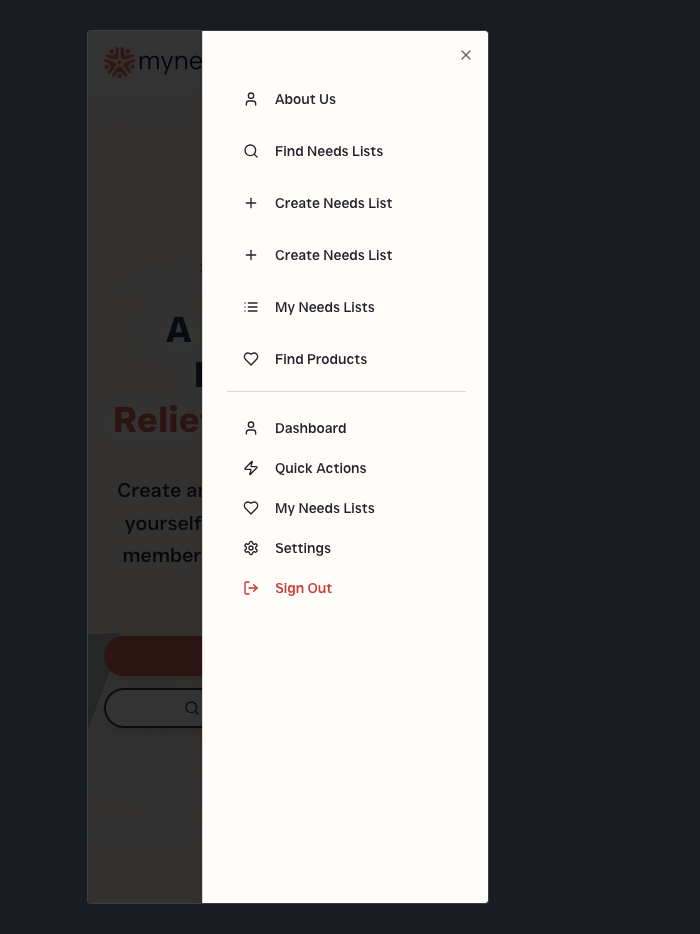 myne
About Us
Find Needs Lists
Create Needs List
Create Needs List
My Needs Lists
Find Products
A
Relie
Create a
yourself
member
Dashboard
Quick Actions
My Needs Lists
Settings
Sign Out